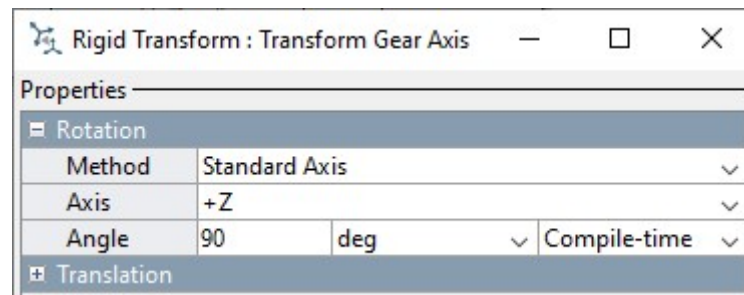 Rigid Transform : Transform Gear Axis
Properties
Rotation
Method Standard Axis
Axis +Z
Angle 90 deg Compile-time
Translation